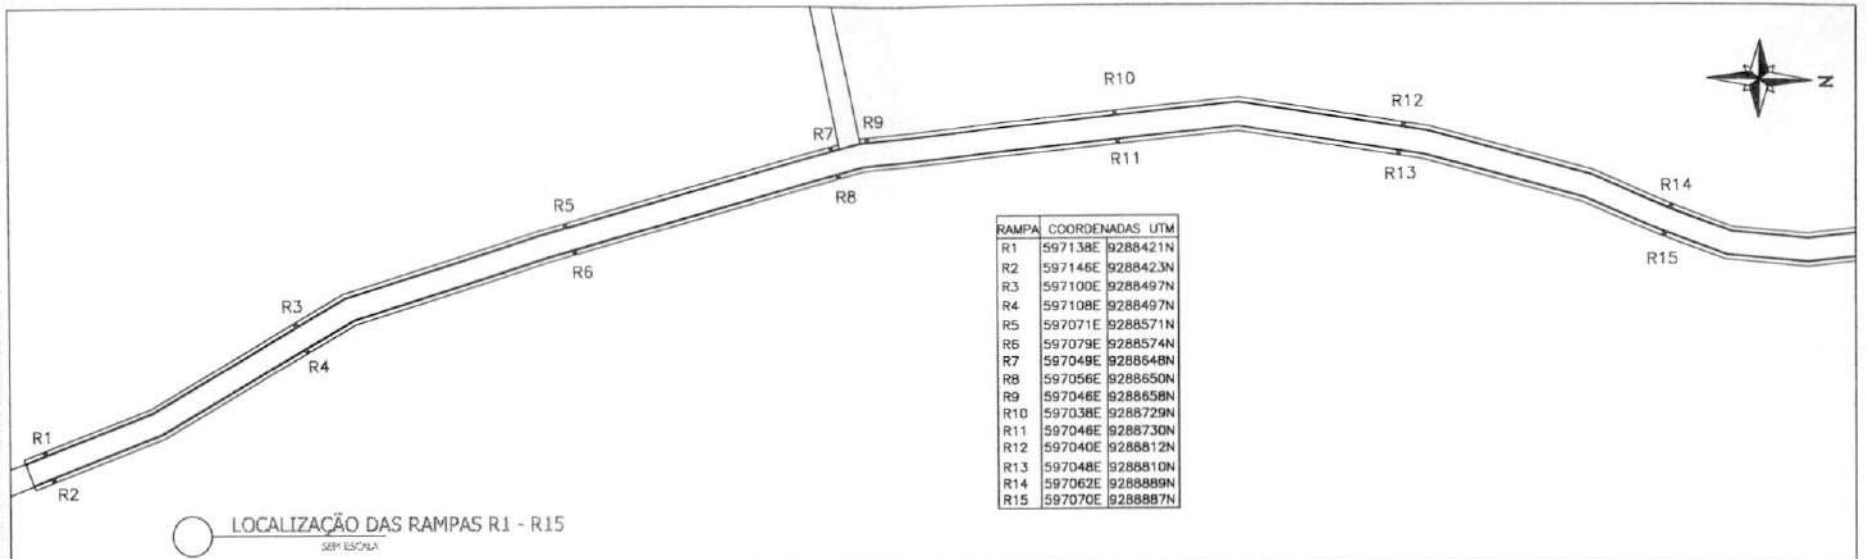 R10
N
R12
R7
R9
R11
R13
R8
R5
R14
R6
R15
R3
R4
R1
R2
RAMPA COORDENADAS UTM
R1 597138E 9288421N
R2 597146E 9288423N
R3 597100E 9288497N
R4 597108E 9288497N
R5 597071E 9288571N
R6 597079E 9288574N
R7 597049E 9288648N
R8 597056E 9288650N
R9 597046E 9288658N
R10 597038E 9288729N
R11 597046E 9288730N
R12 597040E 9288812N
R13 597048E 9288810N
R14 597062E 9288889N
R15 597070E 9288887N
LOCALIZAÇÃO DAS RAMPAS R1 - R15
SEM ESCALA